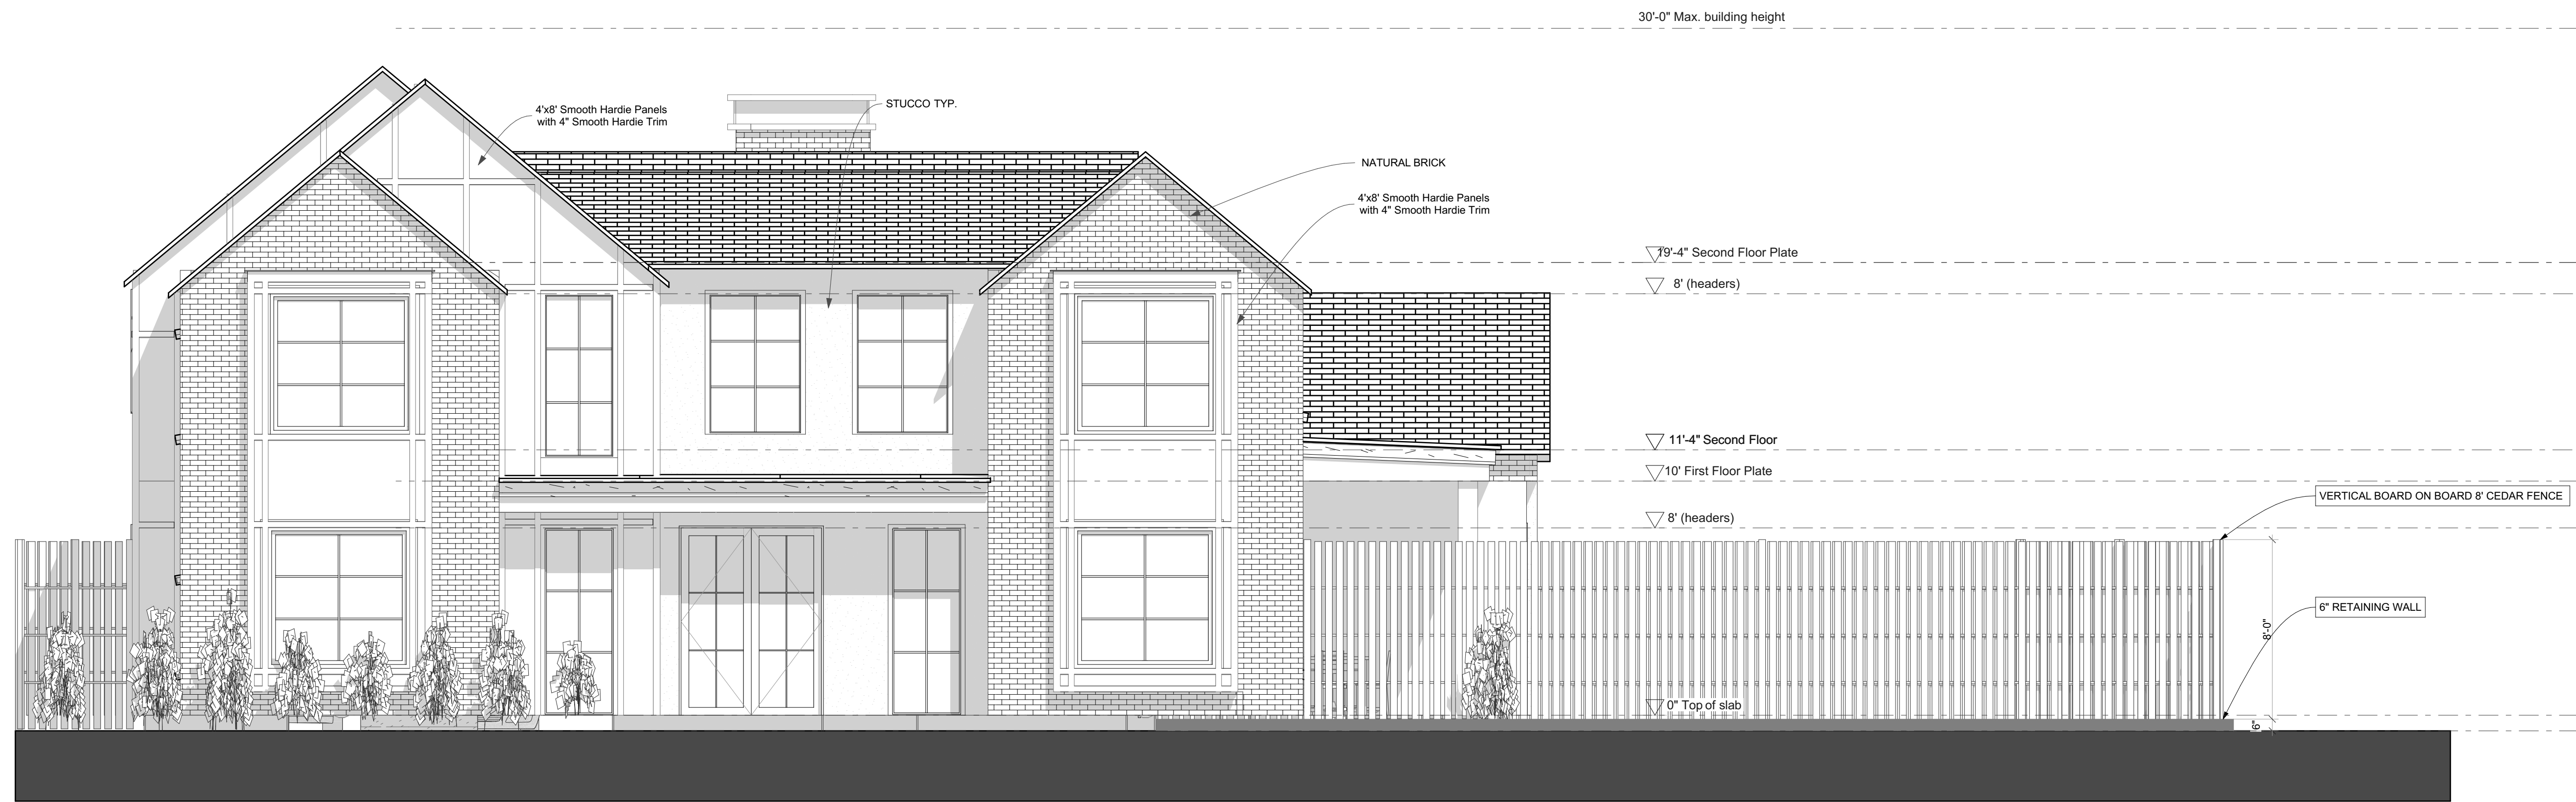 30'-0" Max. building height
4'x8' Smooth Hardie Panels
with 4" Smooth Hardie Trim
STUCCO TYP.
NATURAL BRICK
4'x8' Smooth Hardie Panels
with 4" Smooth Hardie Trim
19'-4" Second Floor Plate
8' (headers)
11'-4" Second Floor
10' First Floor Plate
VERTICAL BOARD ON BOARD 8' CEDAR FENCE
8' (headers)
6" RETAINING WALL
8'-0"
0" Top of slab
6"